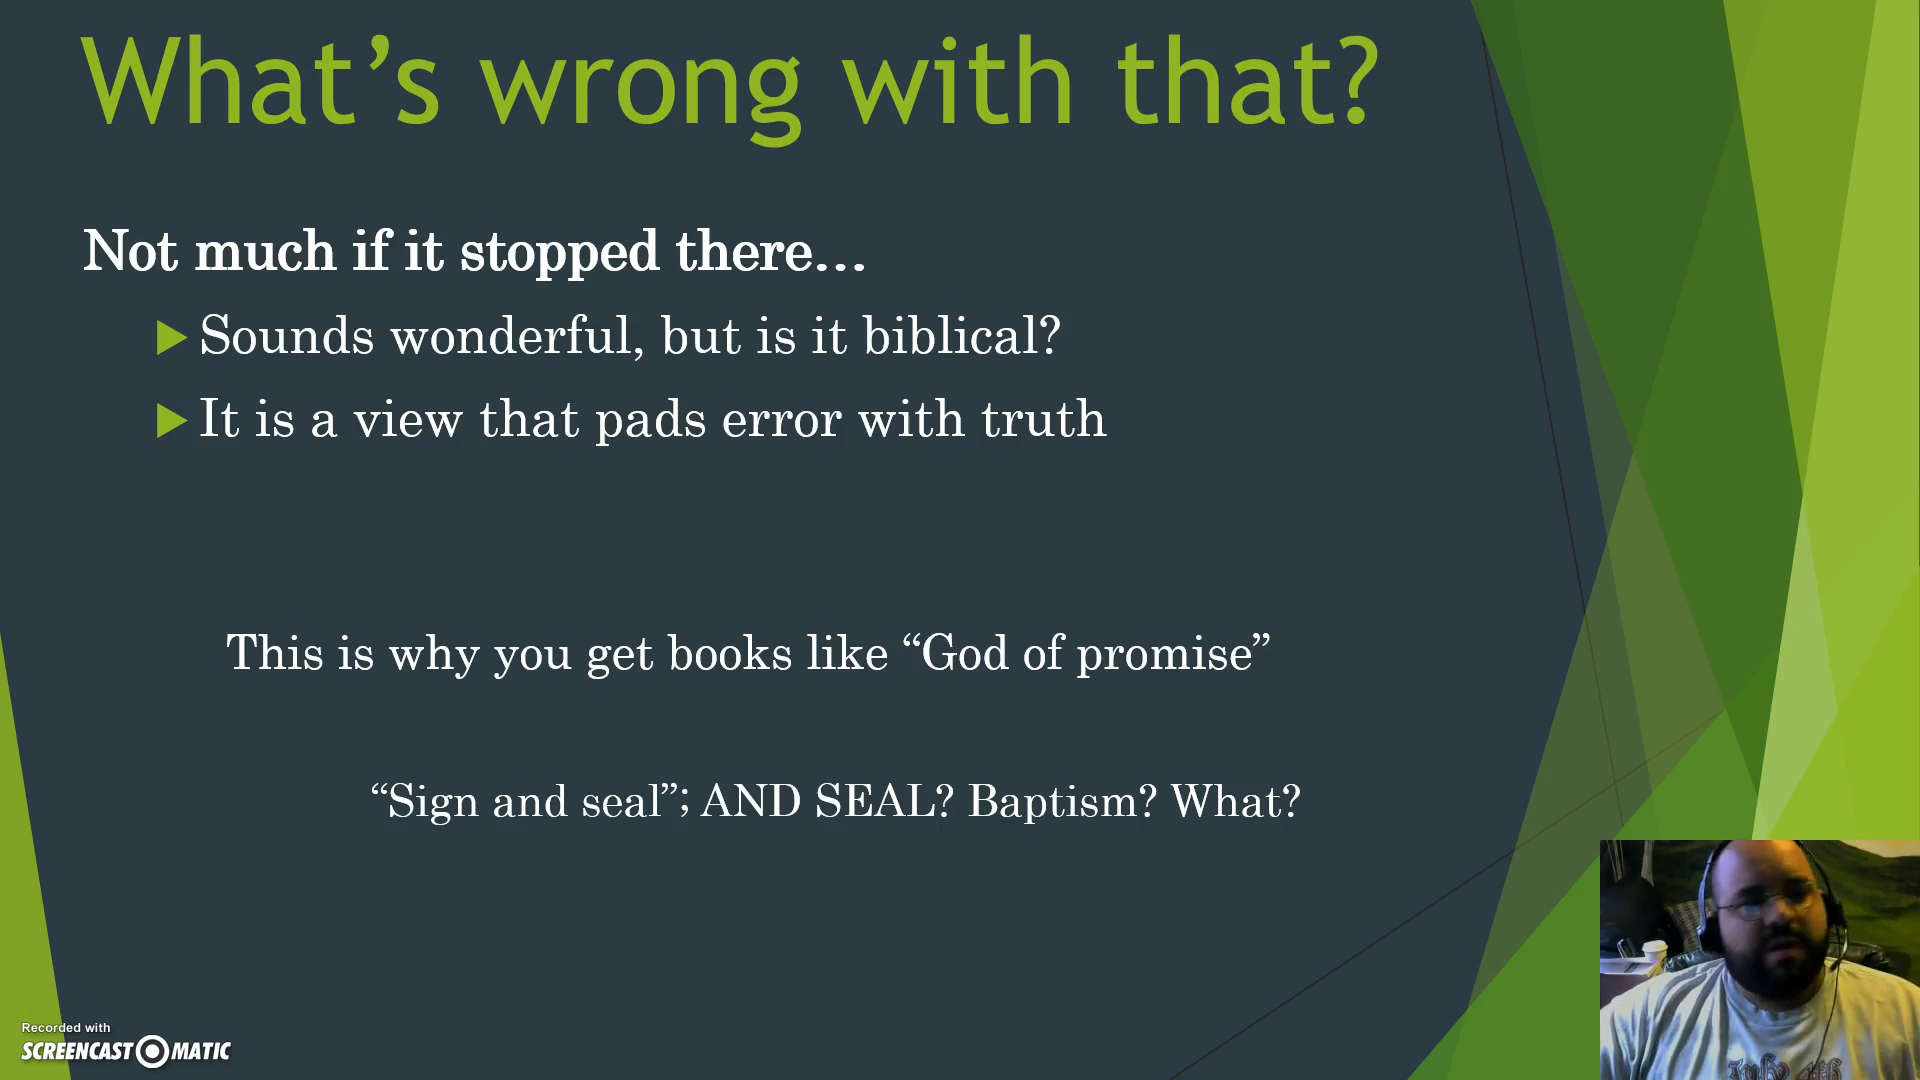 What’s wrong with that?
Not much if it stopped there…
Sounds wonderful, but is it biblical?
It is a view that pads error with truth
This is why you get books like “God of promise”
“Sign and seal”; AND SEAL? Baptism? What?
Recorded with
SCREENCAST MATIC